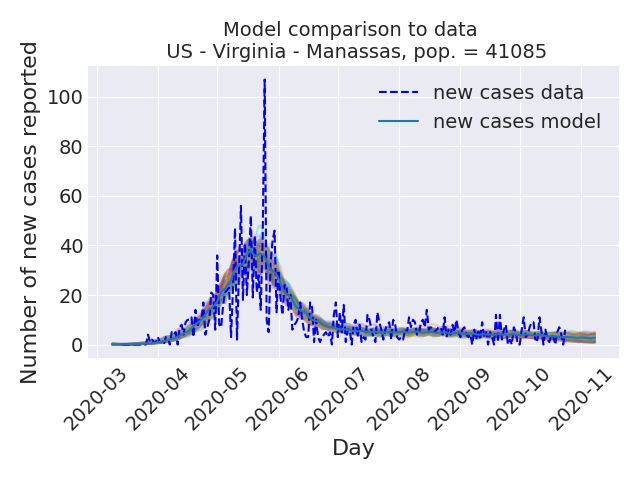 Model comparison to data
US - Virginia - Manassas, pop. = 41085
Number of new cases reported
100
80
60
40
20
0
new cases data
new cases model
2020-03
2020-04
2020-05
2020-06
2020-07
2020-08
2020-09
2020-10
2020-11
Day